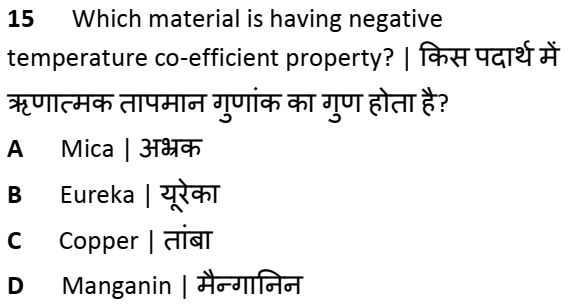 15 Which material is having negative
temperature co-efficient property? | किस पदार्थ में
ऋणात्मक तापमान गुणांक का गुण होता है?
A Mica | अभ्रक
B Eureka | यूरेका
C Copper | तांबा
D Manganin | मैन्गानिन